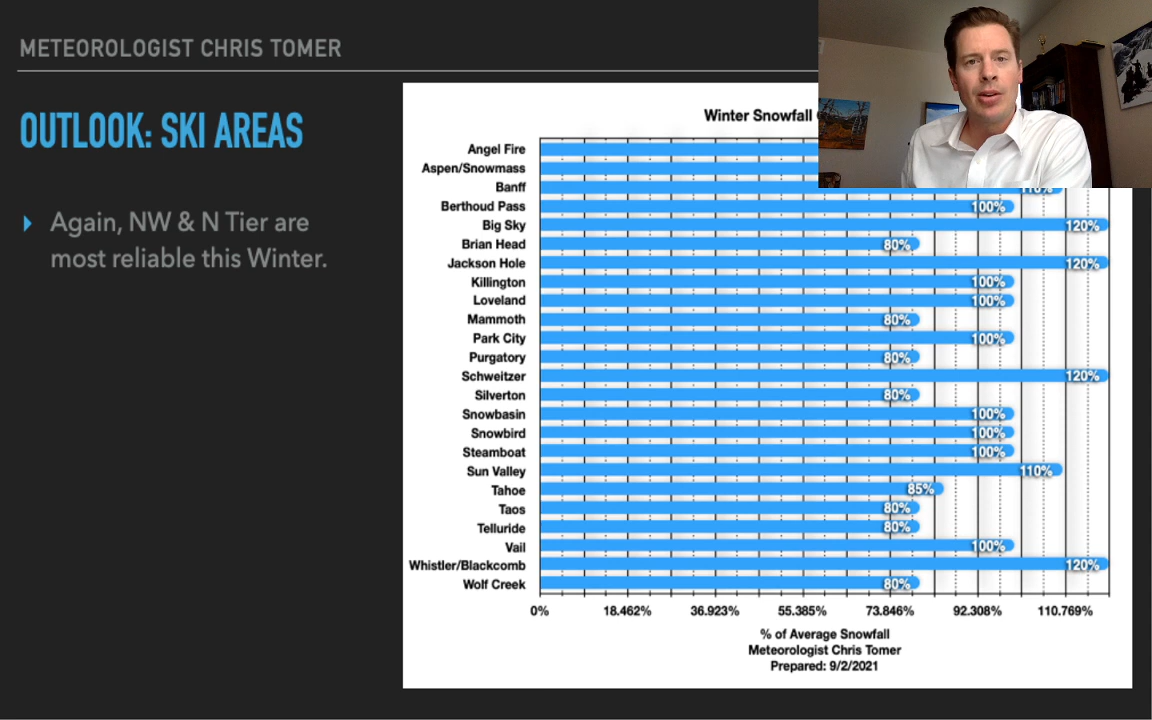 METEOROLOGIST CHRIS TOMER
OUTLOOK: SKI AREAS
Again, NW & N Tier are
most reliable this Winter.
Winter Snowfall
Angel Fire
Aspen/Snowmass
Banff 110%
Berthoud Pass 100%
Big Sky 120%
Brian Head 80%
Jackson Hole 120%
Killington 100%
Loveland 100%
Mammoth 80%
Park City 100%
Purgatory 80%
Schweitzer 120%
Silverton 80%
Snowbasin 100%
Snowbird 100%
Steamboat 100%
Sun Valley 110%
Tahoe 85%
Taos 80%
Telluride 80%
Vail 100%
Whistler/Blackcomb 120%
Wolf Creek 80%
0% 18.462% 36.923% 55.385% 73.846% 92.308% 110.769%
% of Average Snowfall
Meteorologist Chris Tomer
Prepared: 9/2/2021